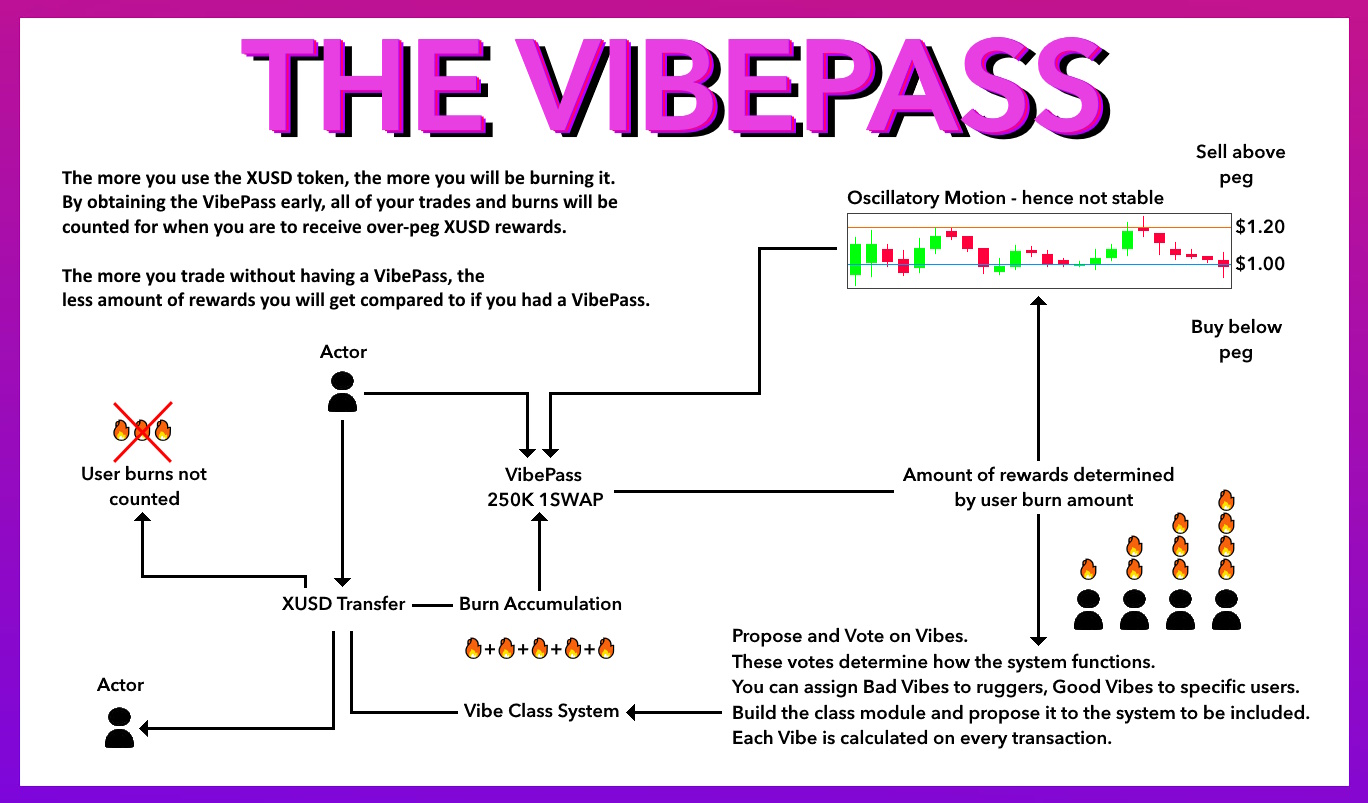 THE VIBEPASS
The more you use the XUSD token, the more you will be burning it.
By obtaining the VibePass early, all of your trades and burns will be
counted for when you are to receive over-peg XUSD rewards.
The more you trade without having a VibePass, the
less amount of rewards you will get compared to if you had a VibePass.
Sell above
peg
Oscillatory Motion - hence not stable
$1.20
$1.00
Buy below
peg
Actor
User burns not
counted
VibePass
250K 1SWAP
Amount of rewards determined
by user burn amount
XUSD Transfer
Burn Accumulation
+ + + +
Propose and Vote on Vibes.
These votes determine how the system functions.
You can assign Bad Vibes to ruggers, Good Vibes to specific users.
Build the class module and propose it to the system to be included.
Each Vibe is calculated on every transaction.
Vibe Class System
Actor